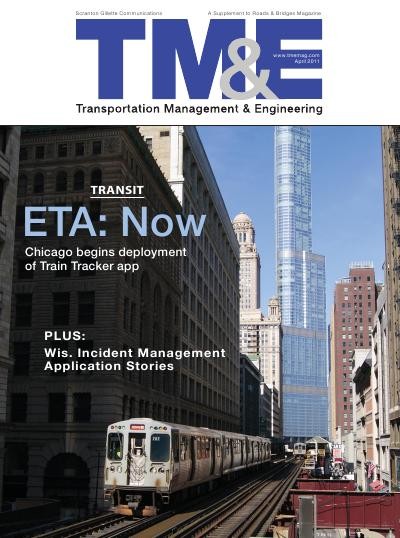 Scranton Gillette Communications
A Supplement to Roads & Bridges Magazine
TM&E
www.tmemag.com
April 2011
Transportation Management & Engineering
TRANSIT
ETA: Now
Chicago begins deployment
of Train Tracker app
PLUS:
Wis. Incident Management
Application Stories